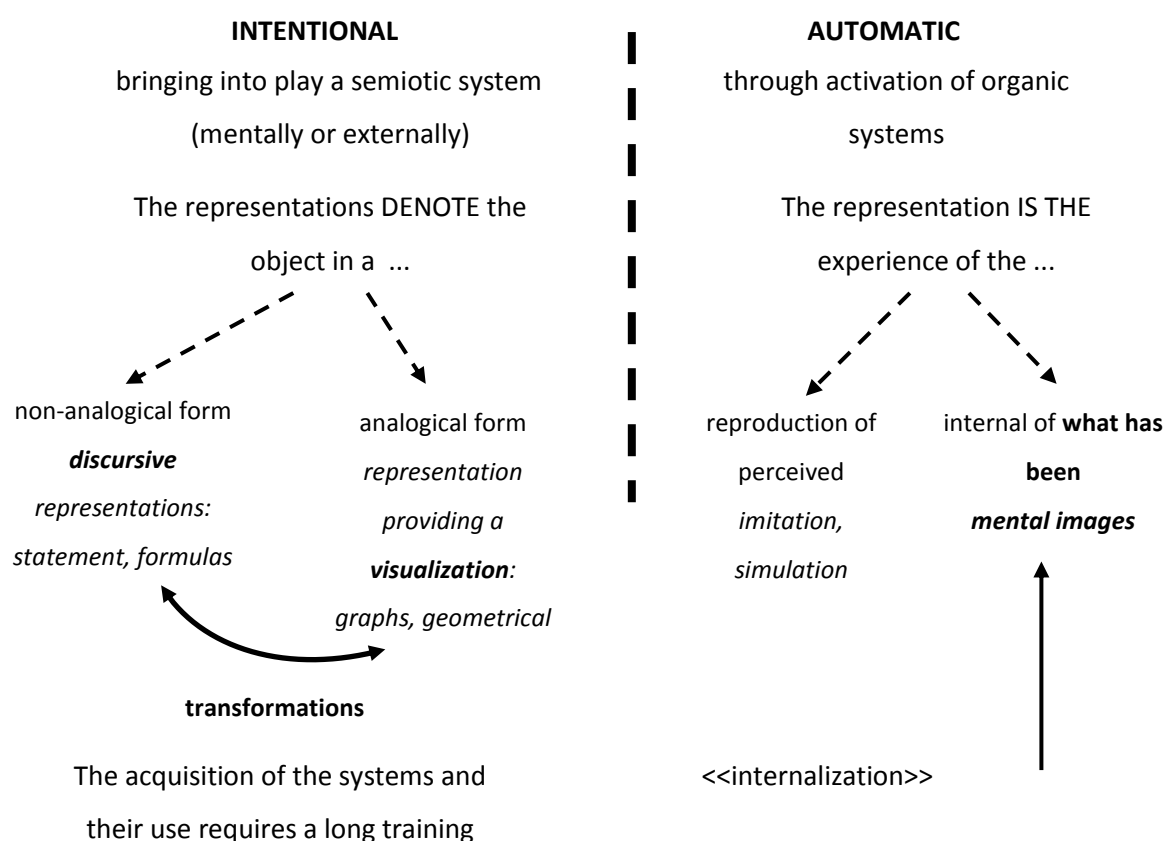 INTENTIONAL
bringing into play a semiotic system
(mentally or externally)
The representations DENOTE the
object in a ...
non-analogical form
discursive
representations:
statement, formulas
analogical form
representation
providing a
visualization:
graphs, geometrical
transformations
The acquisition of the systems and
their use requires a long training
AUTOMATIC
through activation of organic
systems
The representation IS THE
experience of the ...
reproduction of
perceived
imitation,
simulation
internal of what has
been
mental images
<<internalization>>